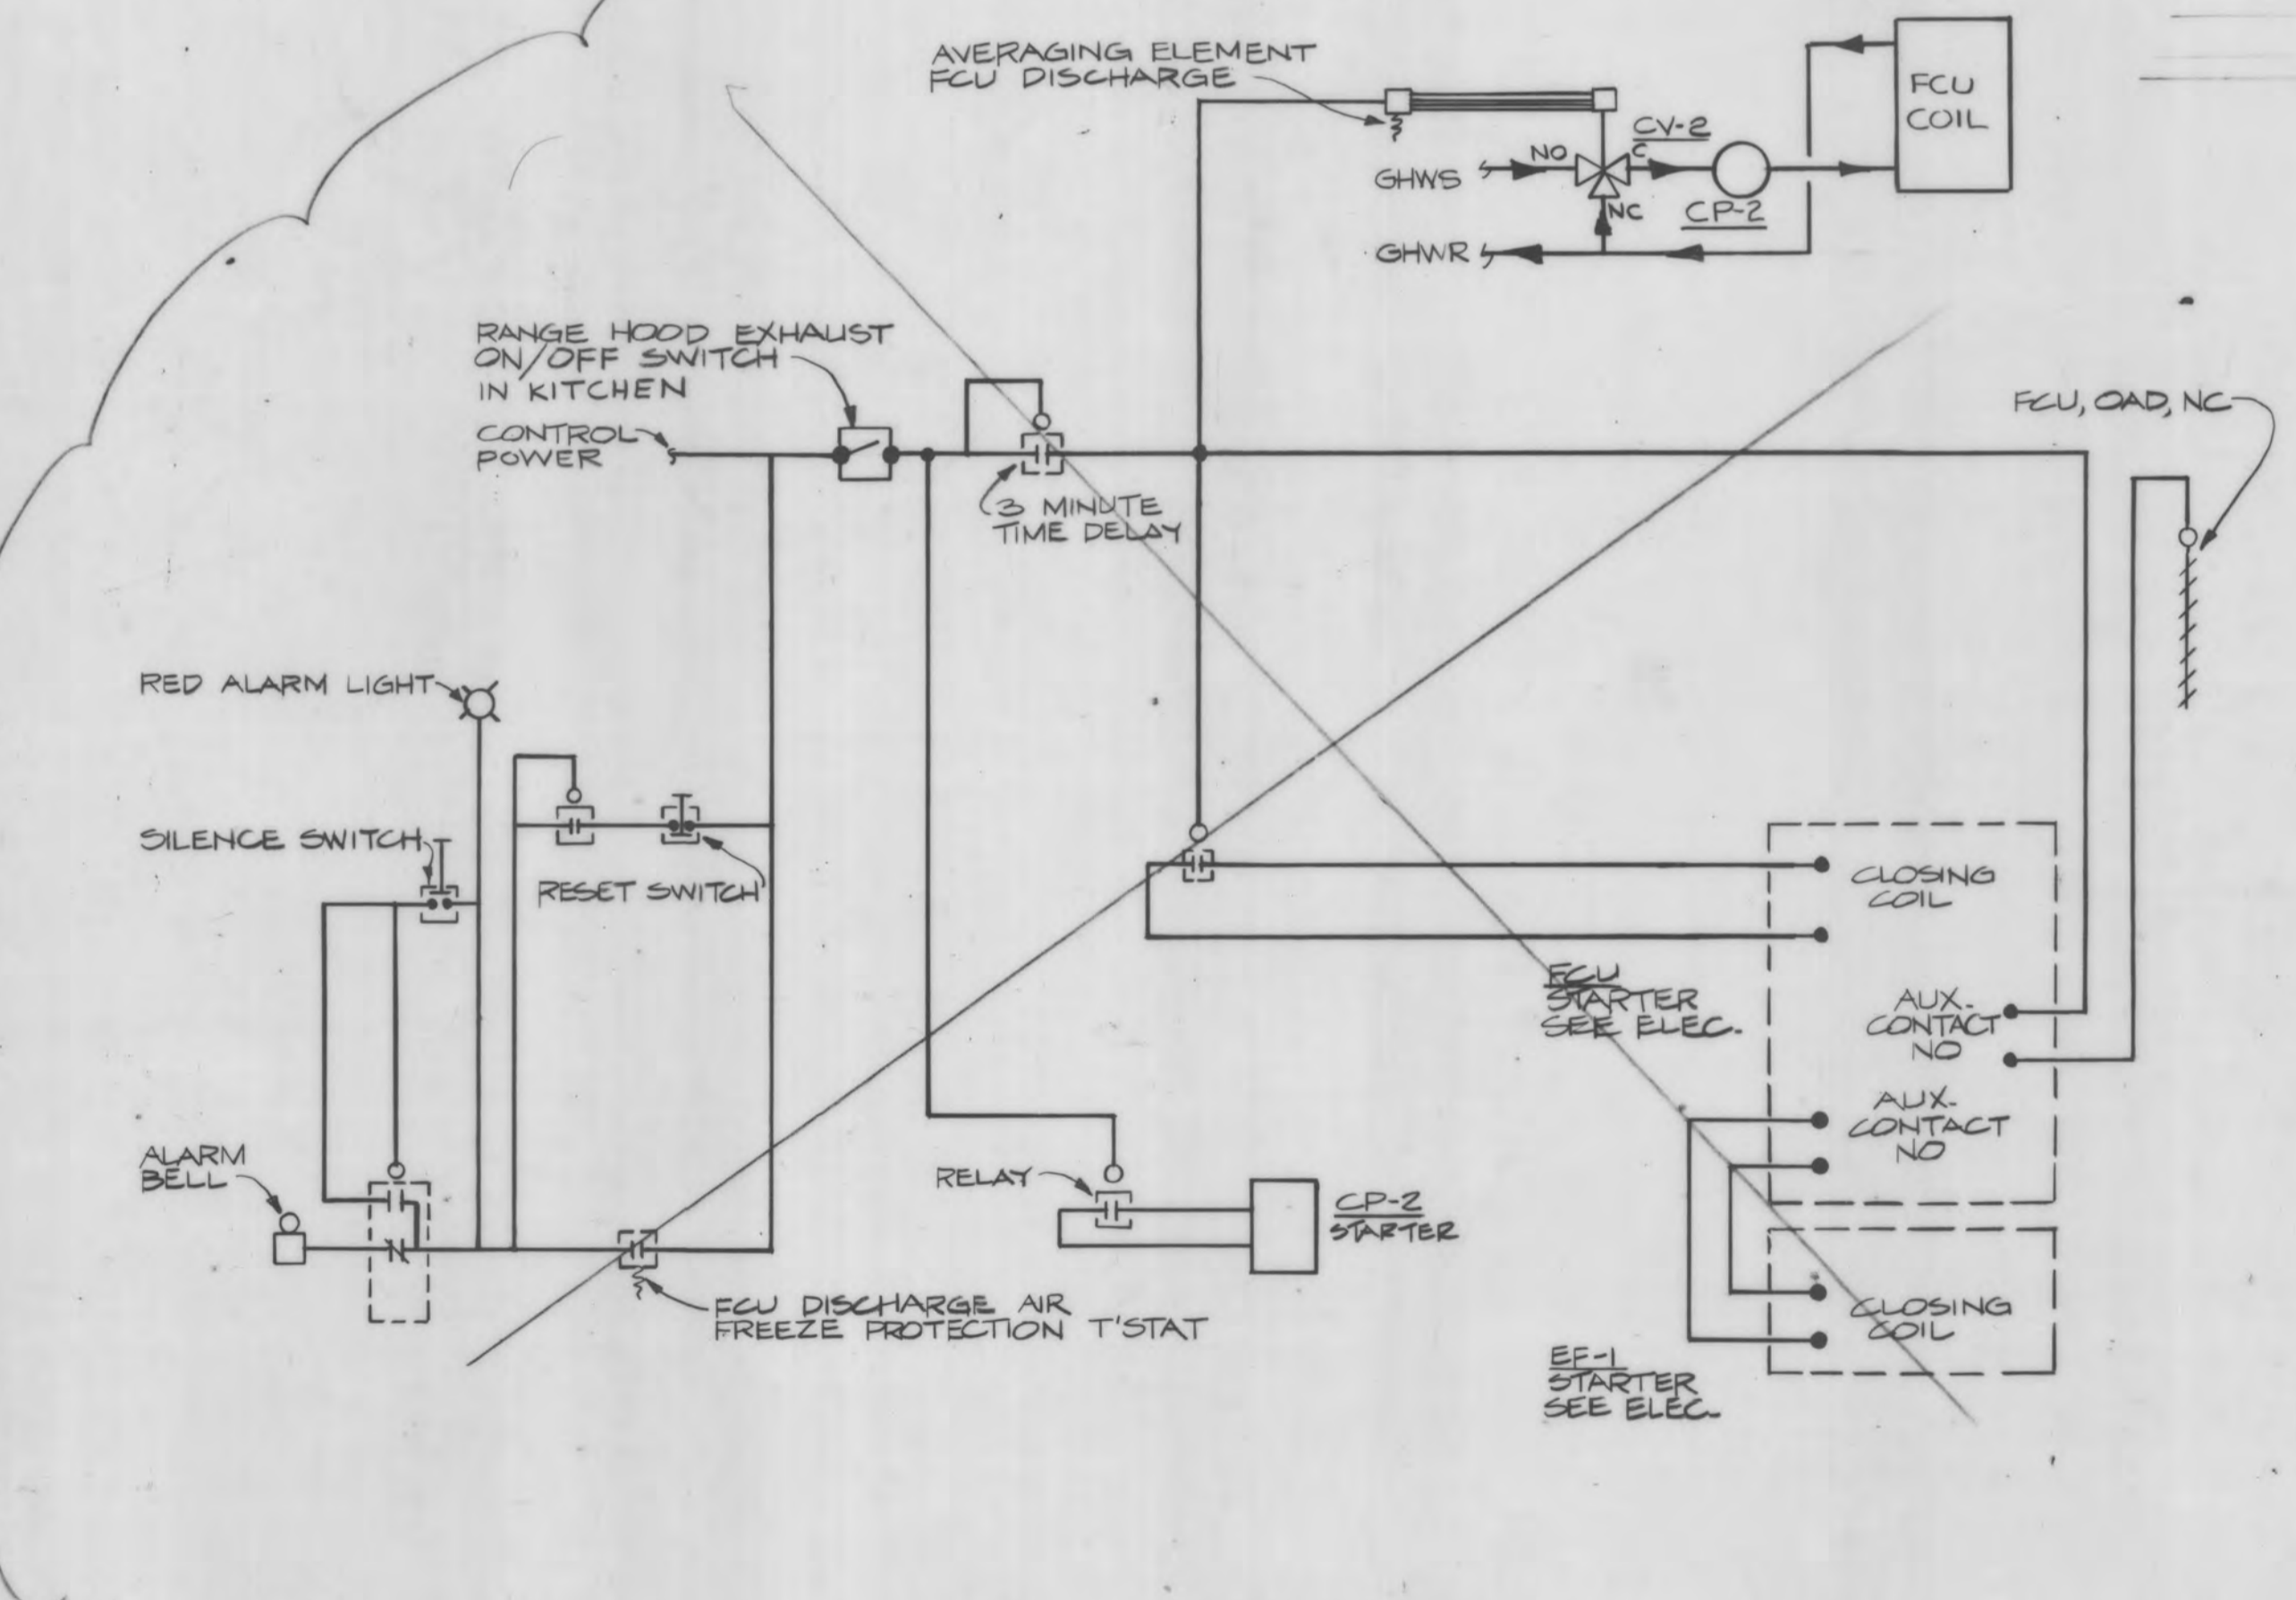 AVERAGING ELEMENT
FCU DISCHARGE
FCU
COIL
CV-2
NO
C
GHWS
NC
CP-2
GHWR
RANGE HOOD EXHAUST
ON/OFF SWITCH
IN KITCHEN
CONTROL
POWER
FCU, OAD, NC
3 MINUTE
TIME DELAY
RED ALARM LIGHT
SILENCE SWITCH
RESET SWITCH
CLOSING
COIL
FCU
STARTER
SEE ELEC.
AUX.
CONTACT
NO
AUX.
CONTACT
NO
ALARM
BELL
RELAY
CP-2
STARTER
FCU DISCHARGE AIR
FREEZE PROTECTION T'STAT
CLOSING
COIL
EF-1
STARTER
SEE ELEC.